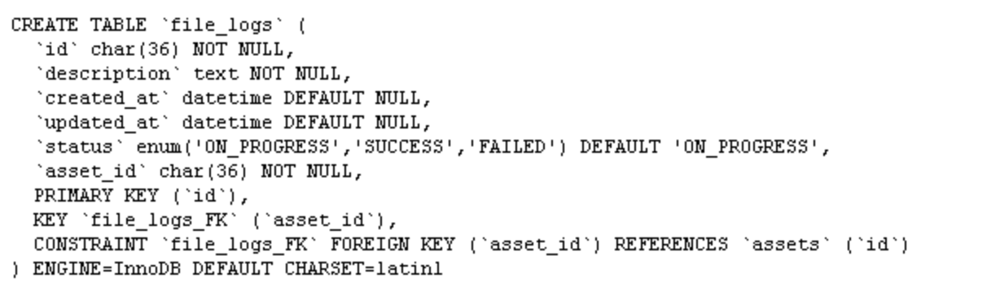 CREATE TABLE `file_logs` (
  `id` char(36) NOT NULL,
  `description` text NOT NULL,
  `created_at` datetime DEFAULT NULL,
  `updated_at` datetime DEFAULT NULL,
  `status` enum('ON_PROGRESS','SUCCESS','FAILED') DEFAULT 'ON_PROGRESS',
  `asset_id` char(36) NOT NULL,
  PRIMARY KEY (`id`),
  KEY `file_logs_FK` (`asset_id`),
  CONSTRAINT `file_logs_FK` FOREIGN KEY (`asset_id`) REFERENCES `assets` (`id`)
) ENGINE=InnoDB DEFAULT CHARSET=latin1